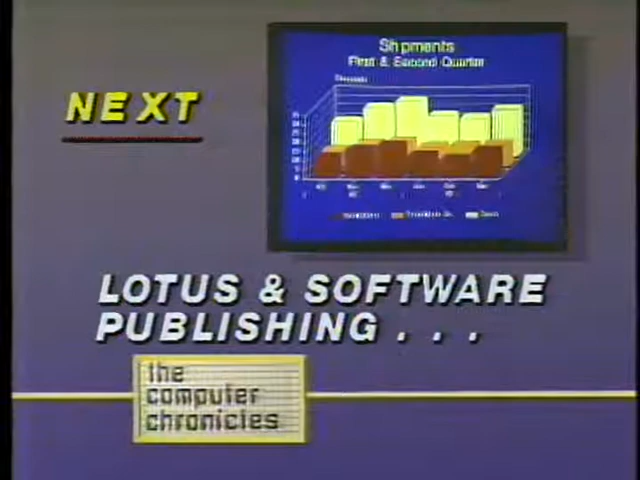 NEXT
Shipments
First & Second Quarter
LOTUS & SOFTWARE
PUBLISHING . . .
the
computer
chronicles